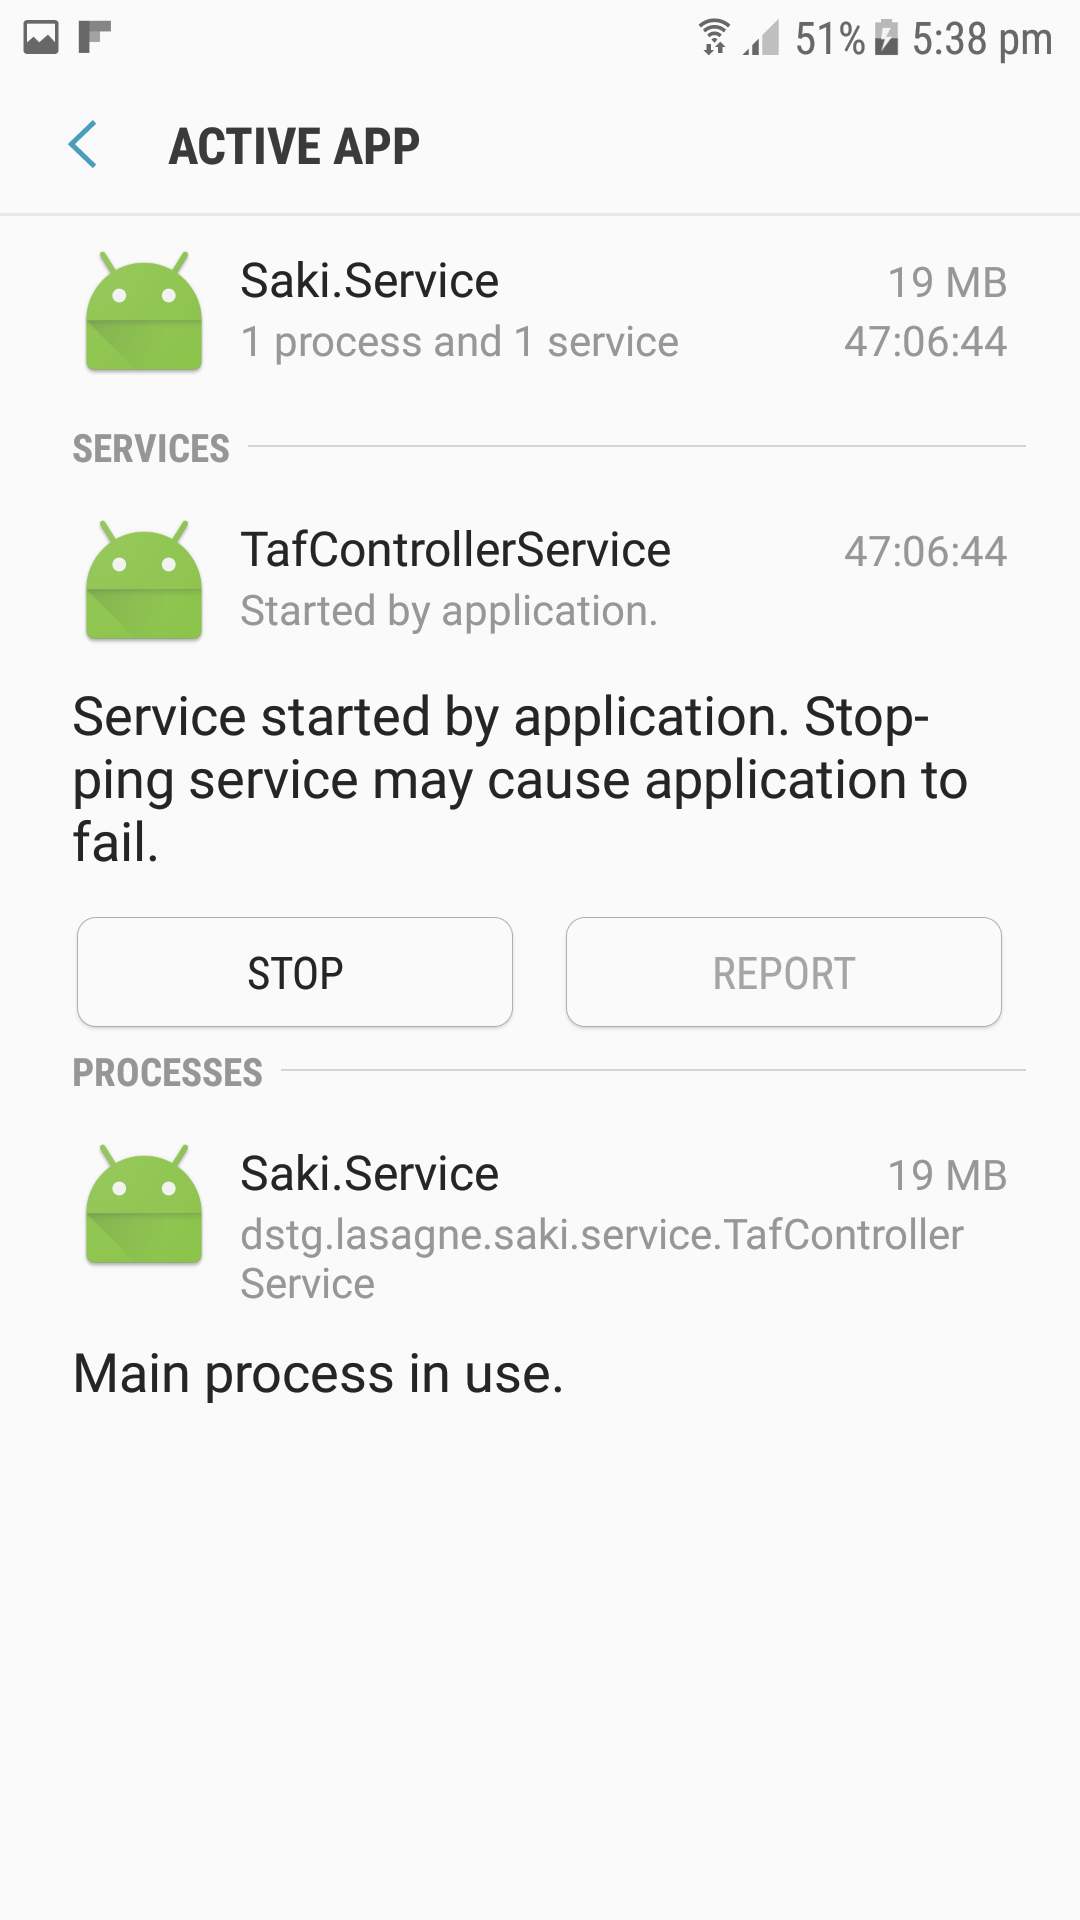 51% 5:38 pm
ACTIVE APP
Saki.Service 19 MB
1 process and 1 service 47:06:44
SERVICES
TafControllerService 47:06:44
Started by application.
Service started by application. Stop-
ping service may cause application to
fail.
STOP REPORT
PROCESSES
Saki.Service 19 MB
dstg.lasagne.saki.service.TafController
Service
Main process in use.